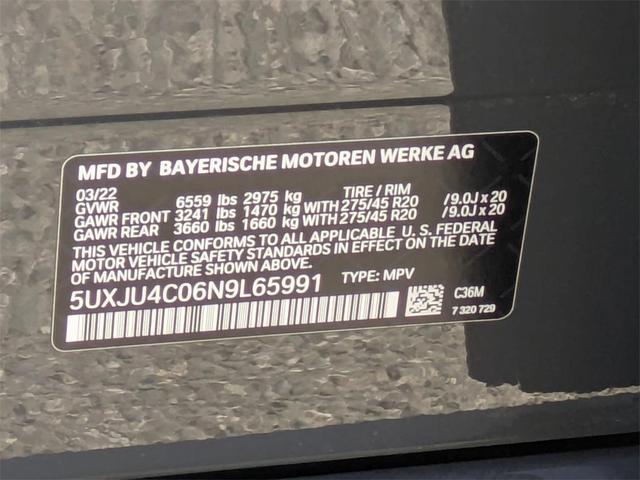 MFD BY BAYERISCHE MOTOREN WERKE AG
03/22 TIRE / RIM
GVWR 6559 lbs 2975 kg
GAWR FRONT 3241 lbs 1470 kg WITH 275/45 R20 /9.0J x 20
GAWR REAR 3660 lbs 1660 kg WITH 275/45 R20 /9.0J x 20
THIS VEHICLE CONFORMS TO ALL APPLICABLE U. S. FEDERAL
MOTOR VEHICLE SAFETY STANDARDS IN EFFECT ON THE DATE
OF MANUFACTURE SHOWN ABOVE.
5UXJU4C06N9L65991 TYPE: MPV
C36M
7 320 729